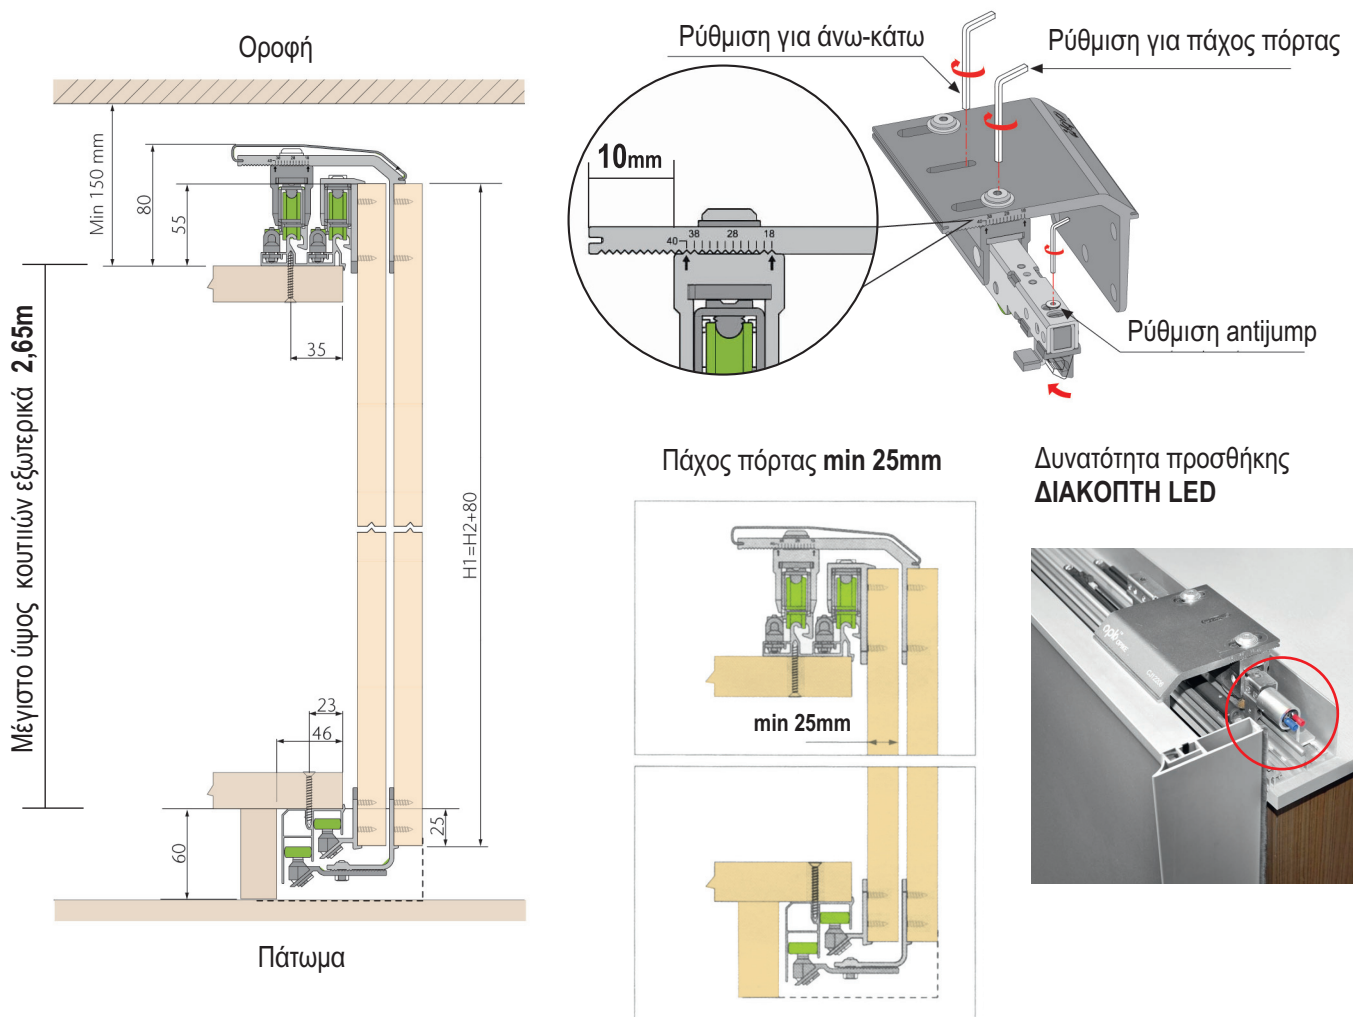 Οροφή
Min 150 mm
80
55
35
Μέγιστο ύψος κουτιών εξωτερικά 2,65m
H1=H2+80
23
46
60
25
Πάτωμα
Ρύθμιση για άνω-κάτω
Ρύθμιση για πάχος πόρτας
10mm
38 28 18
40
Ρύθμιση antijump
Πάχος πόρτας min 25mm
min 25mm
Δυνατότητα προσθήκης
ΔΙΑΚΟΠΤΗ LED